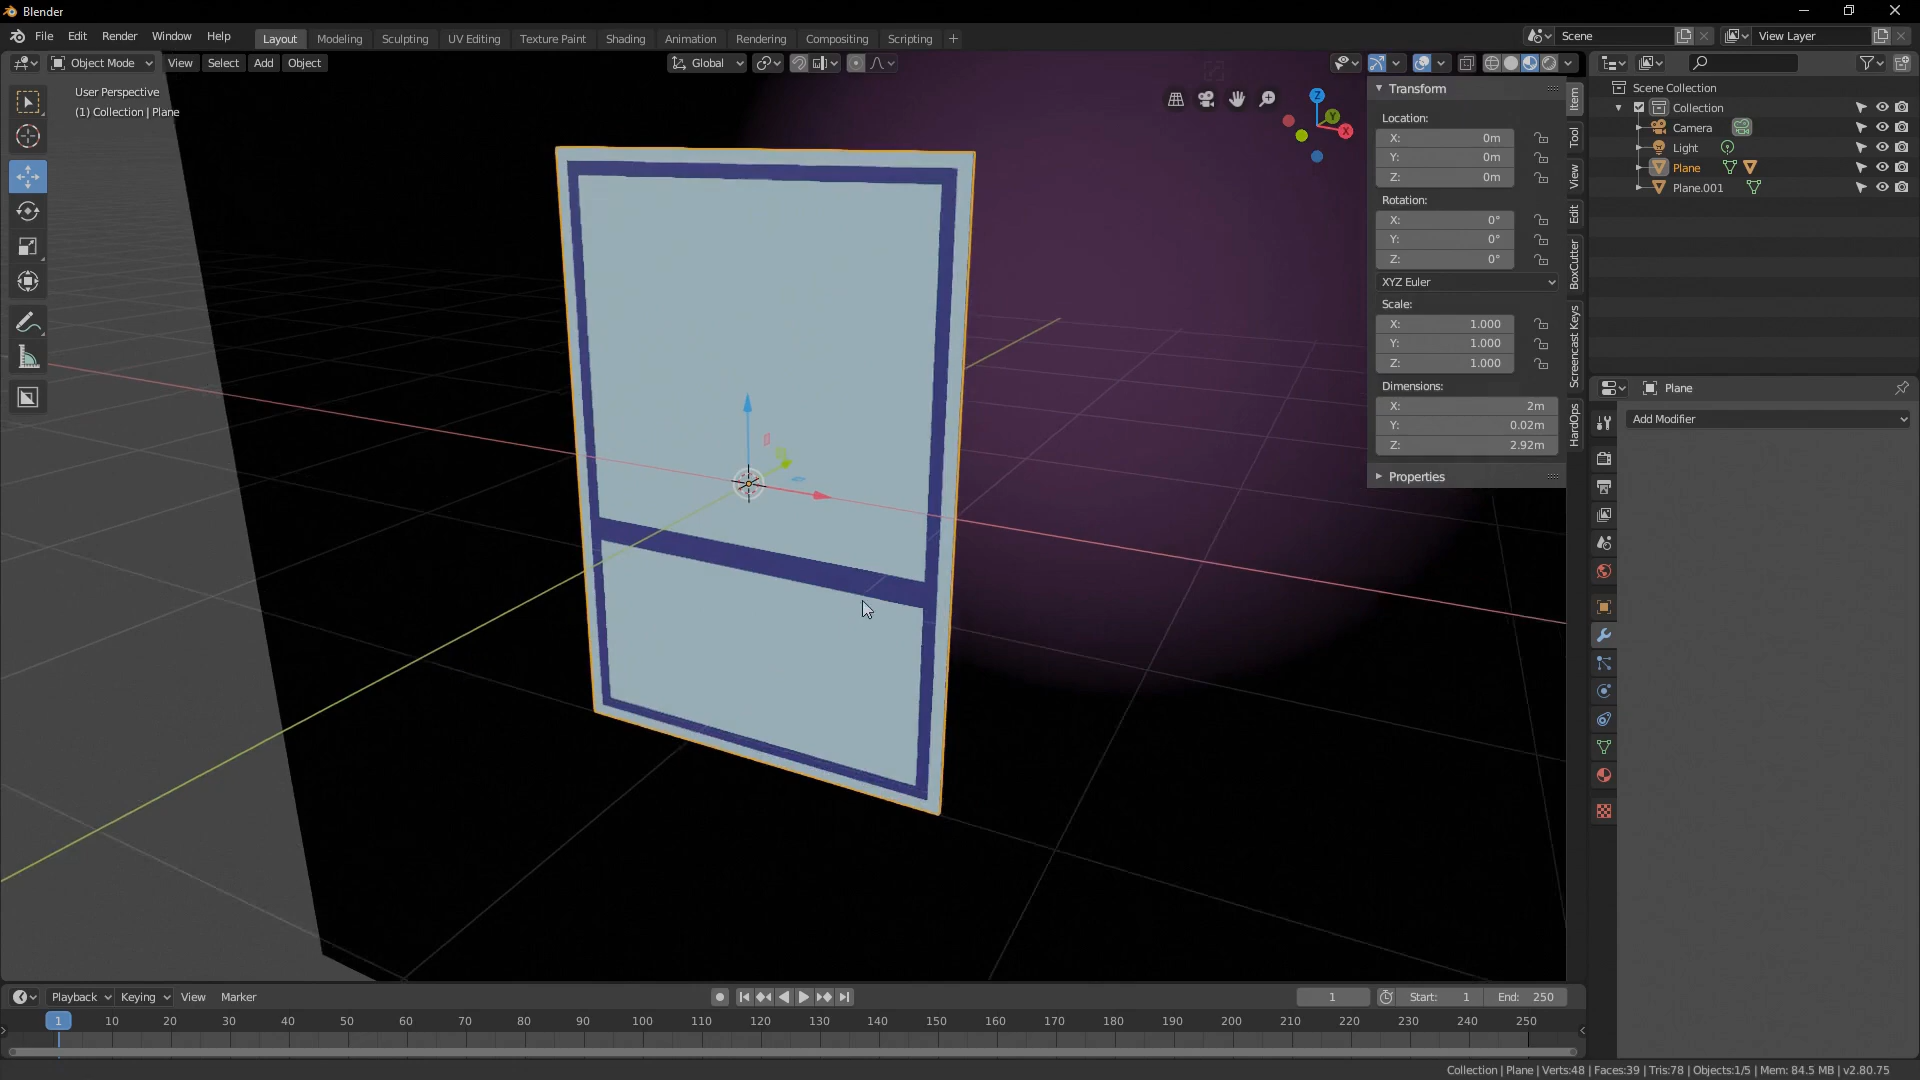 Blender
File Edit Render Window Help
Layout Modeling Sculpting UV Editing Texture Paint Shading Animation Rendering Compositing Scripting +
Scene
View Layer
Object Mode View Select Add Object
Global
User Perspective
(1) Collection | Plane
Z
Y
X
Transform
Location:
X: 0m
Y: 0m
Z: 0m
Rotation:
X: 0°
Y: 0°
Z: 0°
XYZ Euler
Scale:
X: 1.000
Y: 1.000
Z: 1.000
Dimensions:
X: 2m
Y: 0.02m
Z: 2.92m
Properties
Item
Tool
View
Edit
BoxCutter
Screencast Keys
HardOps
Scene Collection
Collection
Camera
Light
Plane
Plane.001
Plane
Add Modifier
Playback Keying View Marker
1
Start: 1
End: 250
1 10 20 30 40 50 60 70 80 90 100 110 120 130 140 150 160 170 180 190 200 210 220 230 240 250
Collection | Plane | Verts:48 | Faces:39 | Tris:78 | Objects:1/5 | Mem: 84.5 MB | v2.80.75